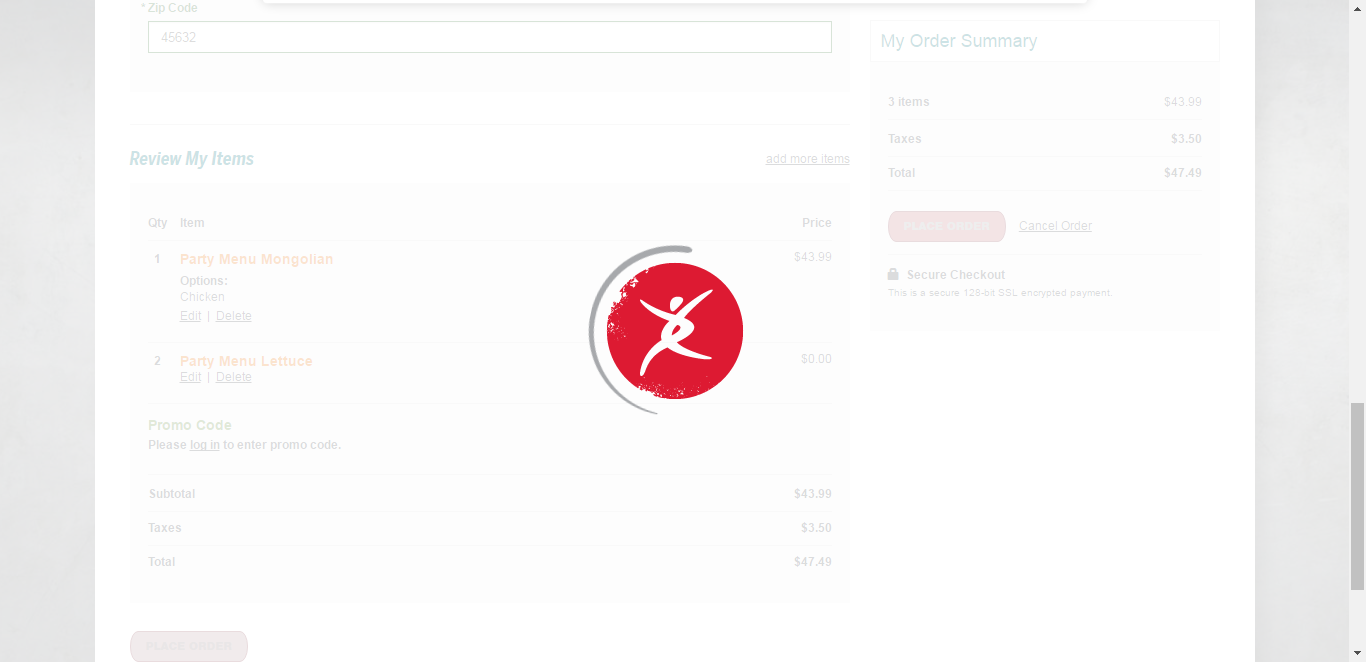 * Zip Code
45632
My Order Summary
3 items $43.99
Taxes $3.50
Total $47.49
PLACE ORDER Cancel Order
Secure Checkout
This is a secure 128-bit SSL encrypted payment.
Review My Items add more items
Qty Item Price
1 Party Menu Mongolian $43.99
Options:
Chicken
Edit | Delete
2 Party Menu Lettuce $0.00
Edit | Delete
Promo Code
Please log in to enter promo code.
Subtotal $43.99
Taxes $3.50
Total $47.49
PLACE ORDER